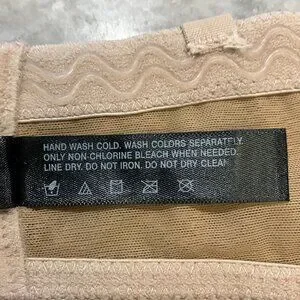 HAND WASH COLD. WASH COLORS SEPARATELY.
ONLY NON-CHLORINE BLEACH WHEN NEEDED.
LINE DRY. DO NOT IRON. DO NOT DRY CLEAN